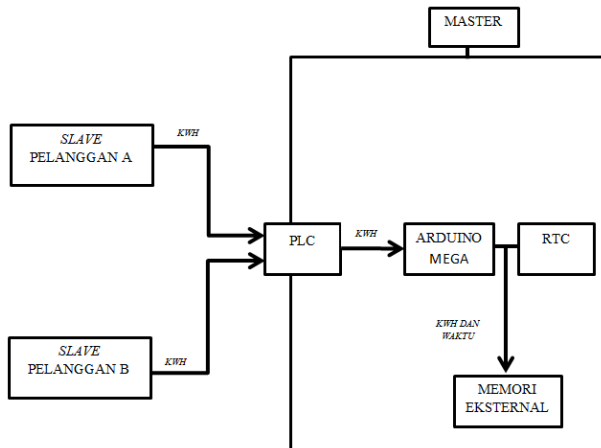 MASTER
KWH
SLAVE
PELANGGAN A
PLC
KWH
ARDUINO
MEGA
RTC
KWH DAN
WAKTU
SLAVE
PELANGGAN B
KWH
MEMORI
EKSTERNAL